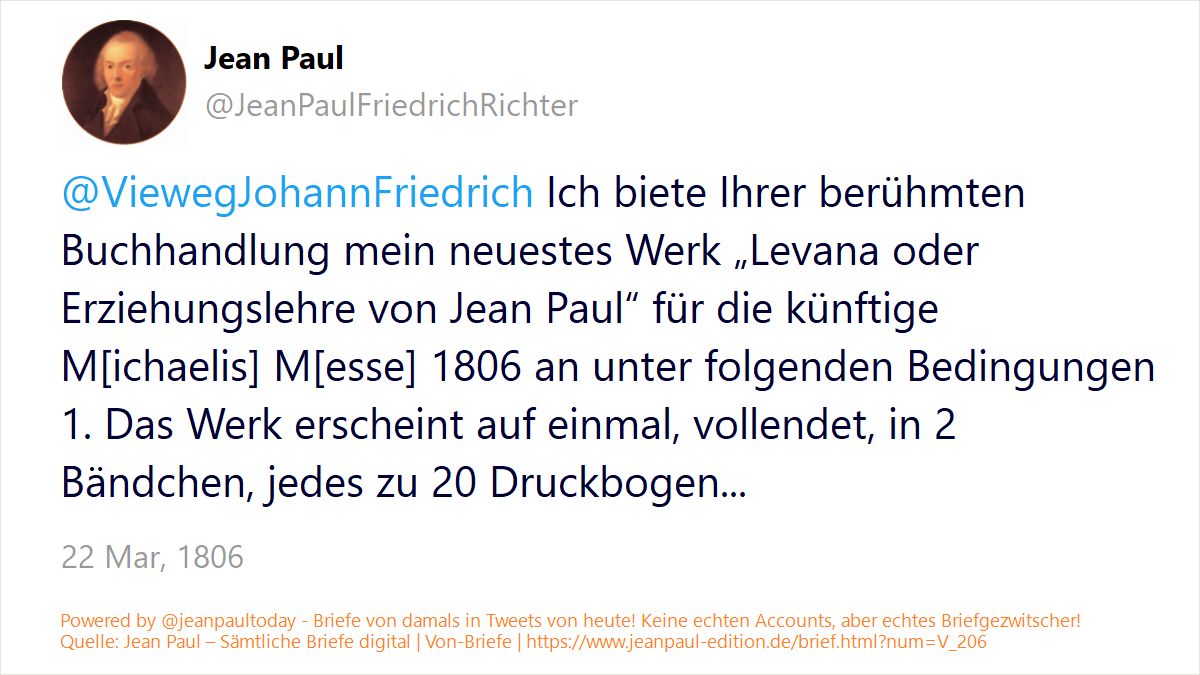 Jean Paul
@JeanPaulFriedrichRichter
@ViewegJohannFriedrich Ich biete Ihrer berühmten
Buchhandlung mein neuestes Werk „Levana oder
Erziehungslehre von Jean Paul“ für die künftige
M[ichaelis] M[esse] 1806 an unter folgenden Bedingungen
1. Das Werk erscheint auf einmal, vollendet, in 2
Bändchen, jedes zu 20 Druckbogen...
22 Mar, 1806
Powered by @jeanpaultoday - Briefe von damals in Tweets von heute! Keine echten Accounts, aber echtes Briefgezwitscher!
Quelle: Jean Paul – Sämtliche Briefe digital | Von-Briefe | https://www.jeanpaul-edition.de/brief.html?num=V_206